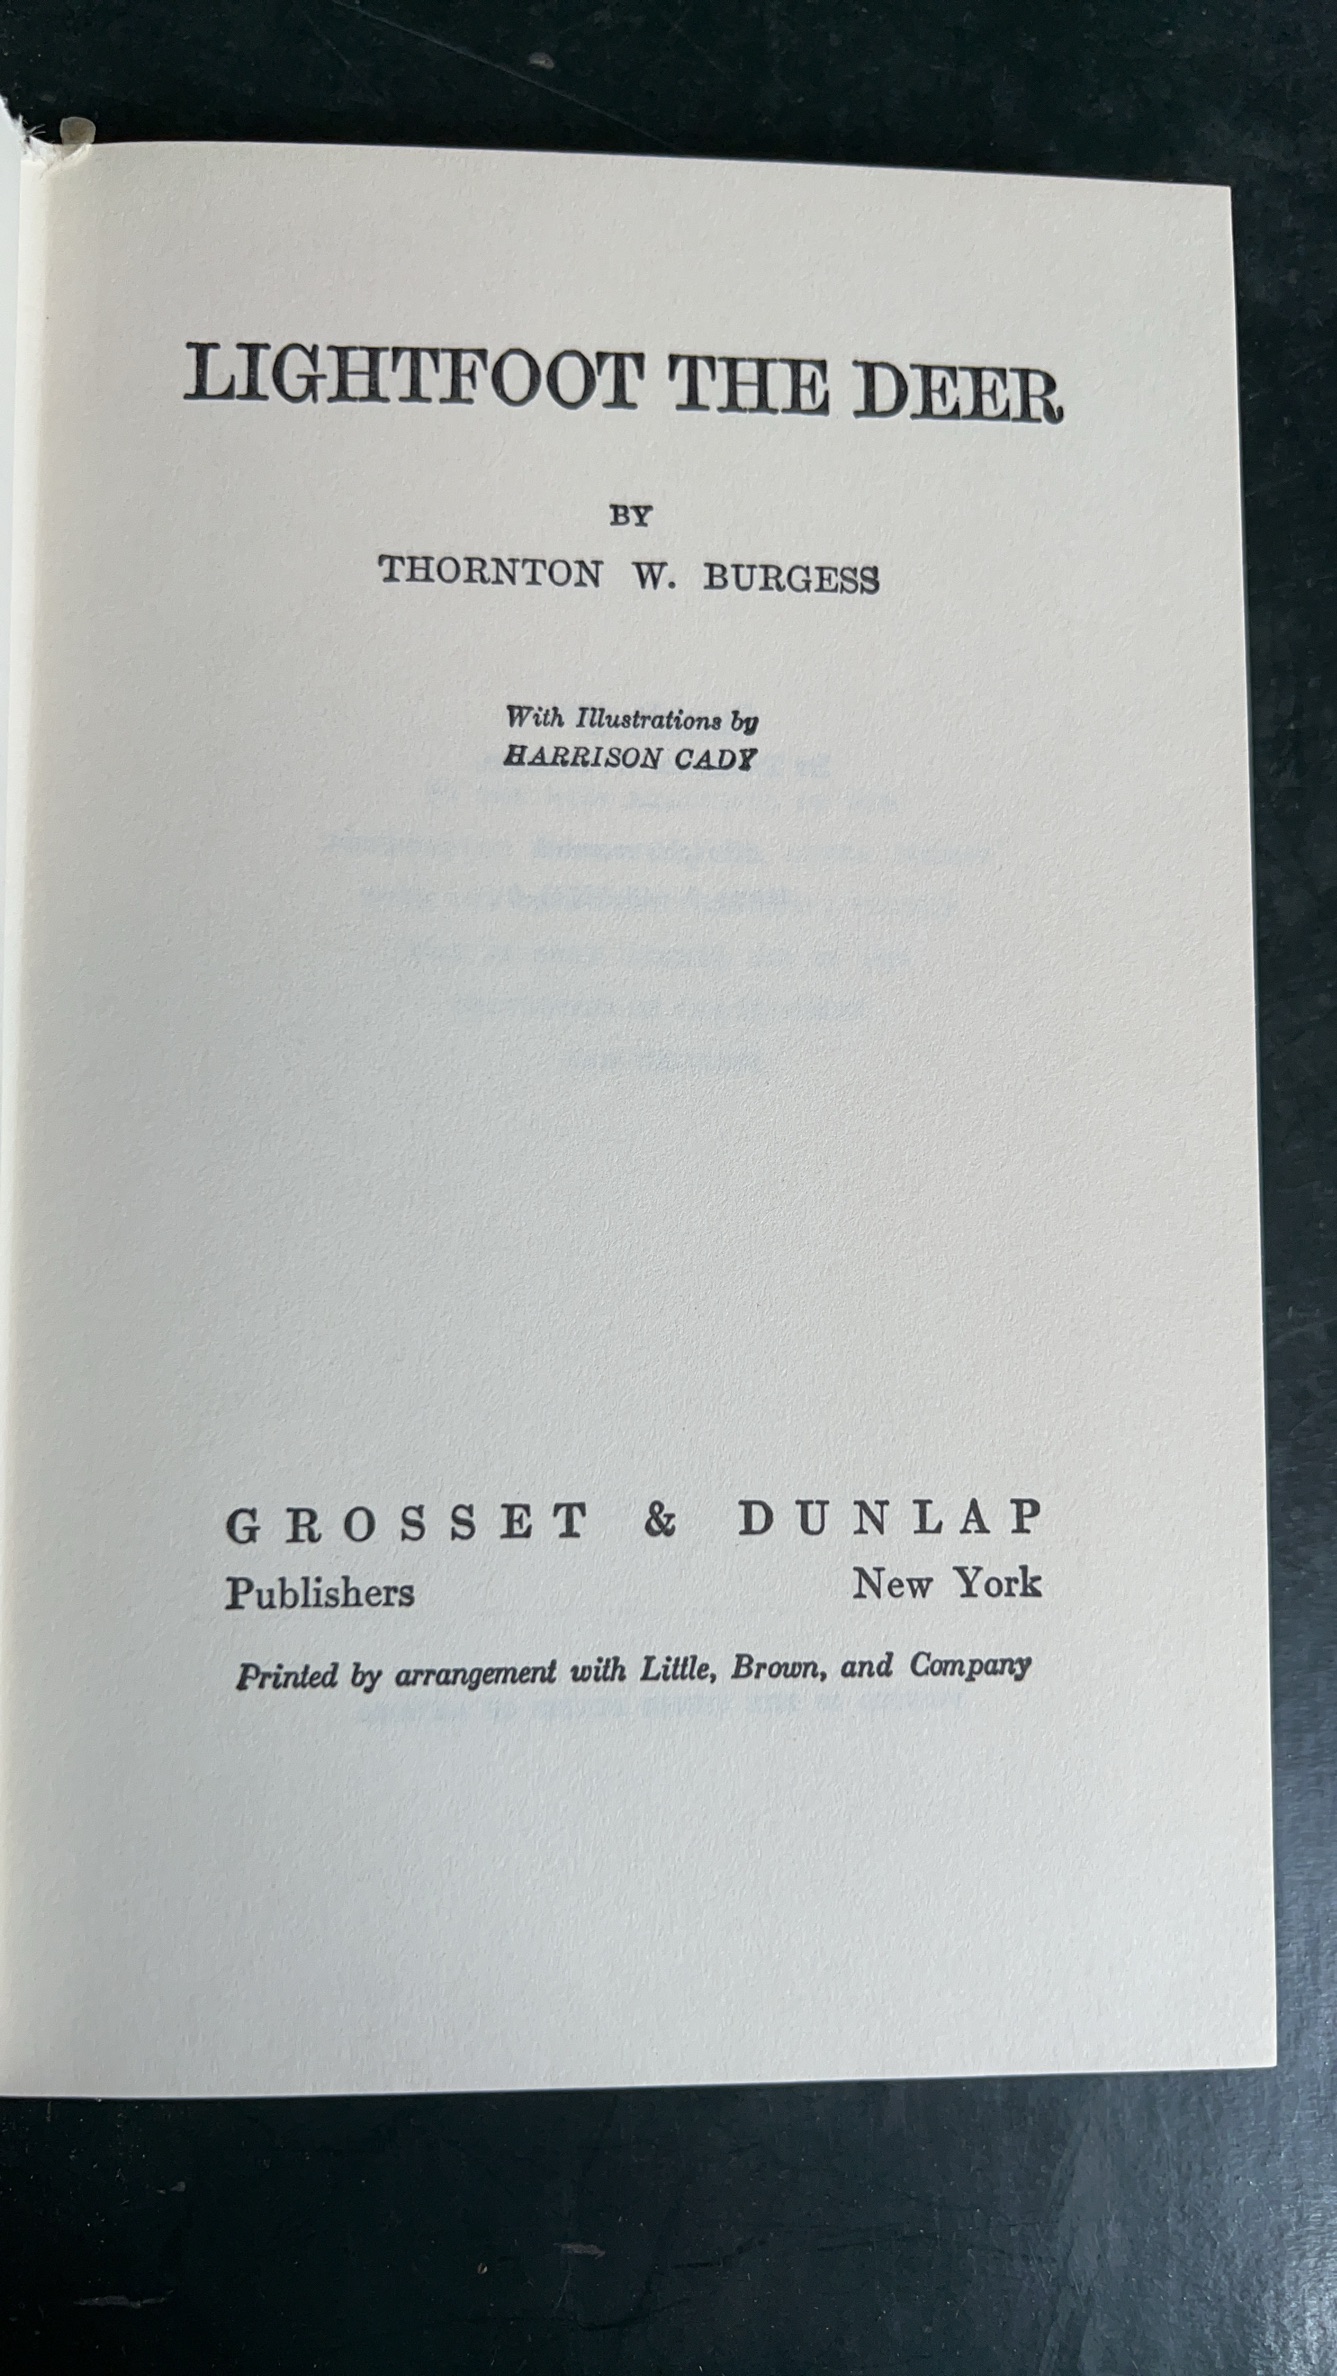 LIGHTFOOT THE DEER
BY
THORNTON W. BURGESS
With Illustrations by
HARRISON CADY
GROSSET & DUNLAP
Publishers New York
Printed by arrangement with Little, Brown, and Company